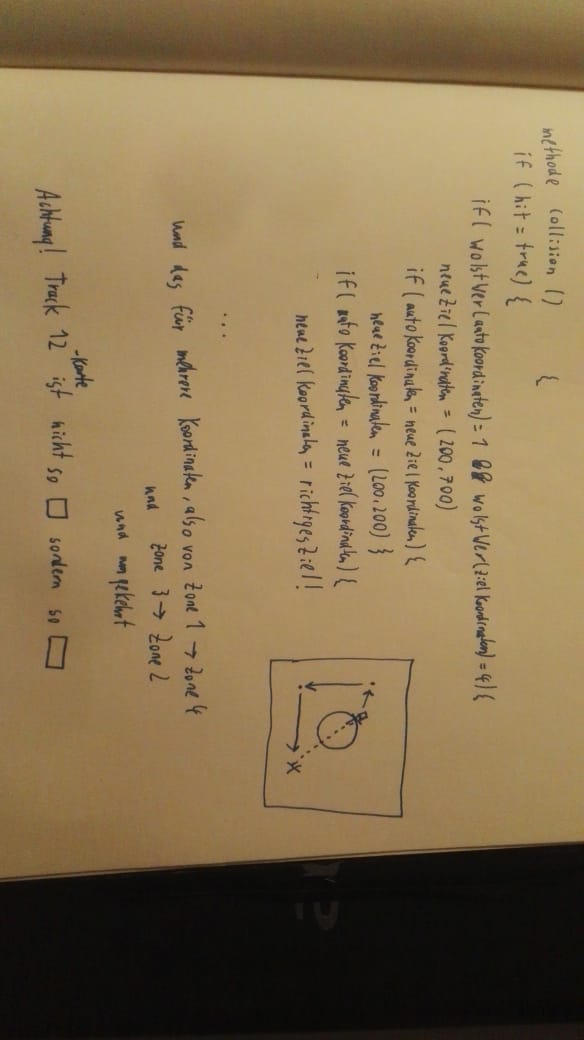 methode Collision () {
if (hit = true) {
if( woIstVer(autoKoordinaten) = 1 && woIstVer(Zielkoordinaten) = 4) {
neueZielKoordinaten = (200,700)
if (autoKoordinaten = neueZielKoordinaten) {
neueZielKoordinaten = (200,200) }
if( autoKoordinaten = neueZielKoordinaten) {
neueZielKoordinaten = richtigesZiel!
...
und das für mehrere Koordinaten, also von Zone 1 → Zone 4
und Zone 3 → Zone 2
und umgekehrt
Achtung! Track 12-Karte ist nicht so □ sondern so ▭